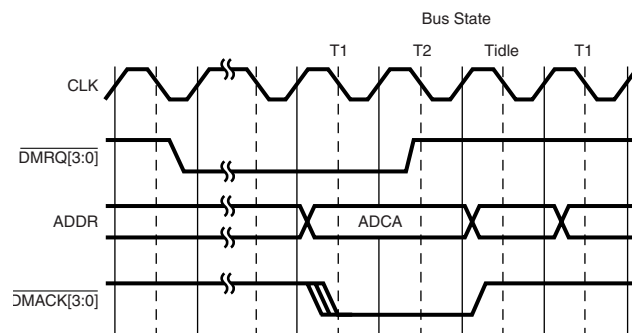 Bus State
T1 T2 Tidle T1
CLK
DMRQ[3:0]
ADDR
ADCA
DMACK[3:0]